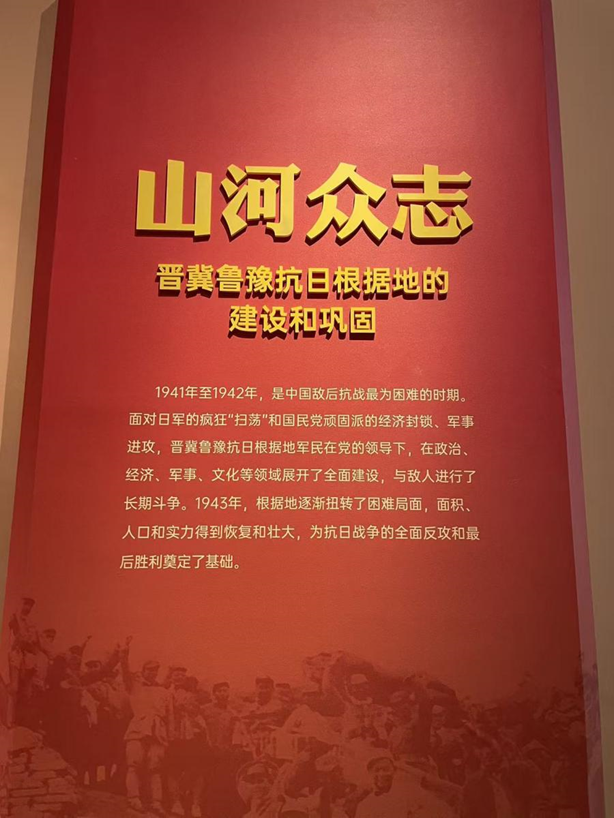 山河众志
晋冀鲁豫抗日根据地的
建设和巩固
1941年至1942年，是中国敌后抗战最为困难的时期。
面对日军的疯狂“扫荡”和国民党顽固派的经济封锁、军事
进攻，晋冀鲁豫抗日根据地军民在党的领导下，在政治、
经济、军事、文化等领域展开了全面建设，与敌人进行了
长期斗争。1943年，根据地逐渐扭转了困难局面，面积、
人口和实力得到恢复和壮大，为抗日战争的全面反攻和最
后胜利奠定了基础。